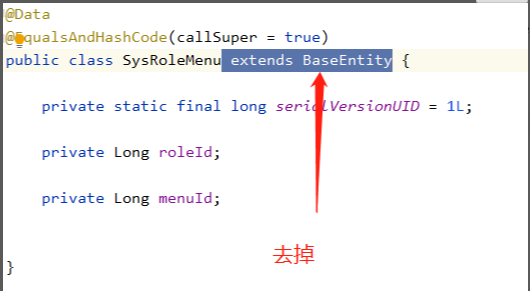 @Data
@EqualsAndHashCode(callSuper = true)
public class SysRoleMenu extends BaseEntity {
private static final long serialVersionUID = 1L;
private Long roleId;
private Long menuId;
去掉
}